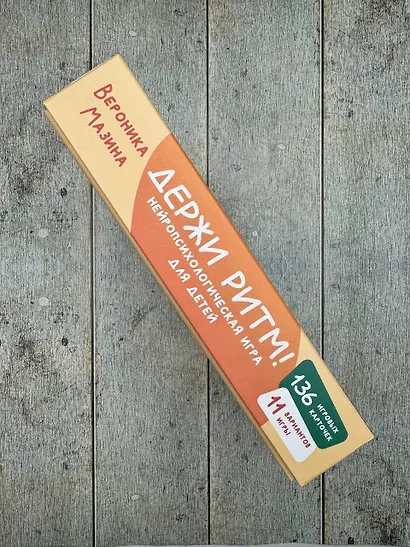 Вероника
Мазина
ДЕРЖИ РИТМ!
НЕЙРОПСИХОЛОГИЧЕСКАЯ ИГРА
ДЛЯ ДЕТЕЙ
136 ИГРОВЫХ
КАРТОЧЕК
11 ВАРИАНТОВ
ИГРЫ!